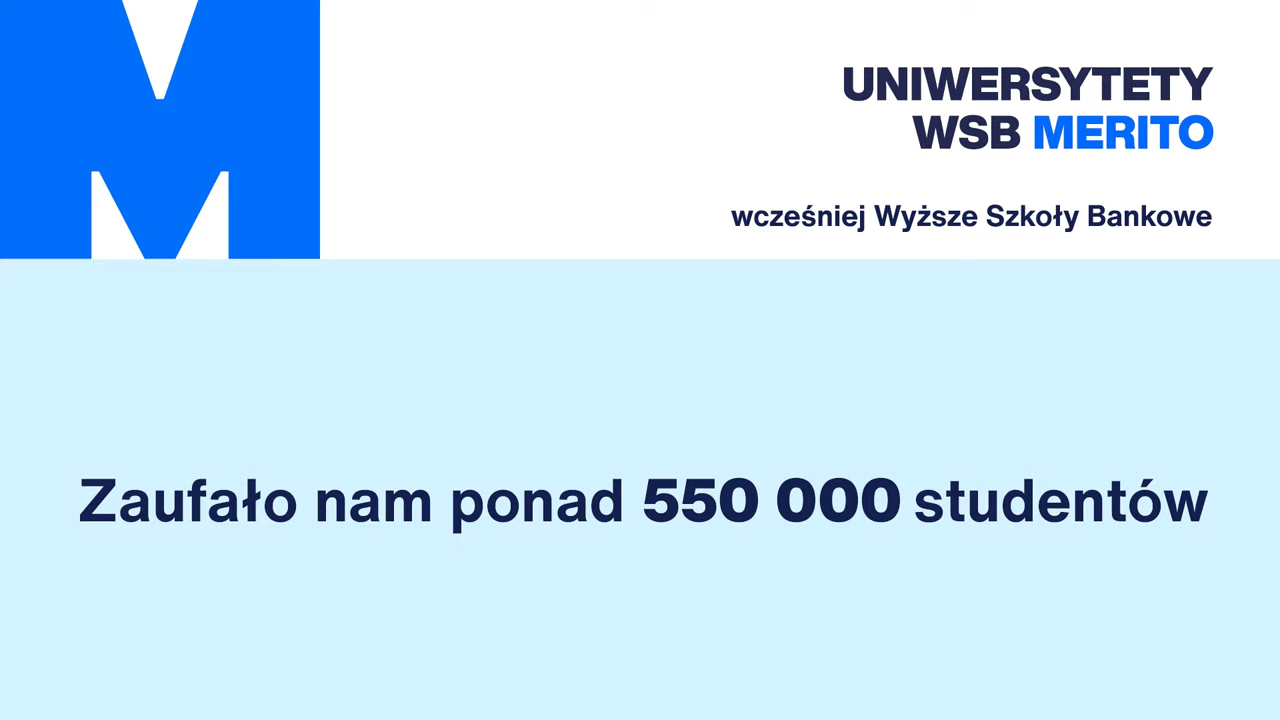 UNIWERSYTETY
WSB MERITO
wcześniej Wyższe Szkoły Bankowe
Zaufało nam ponad 550 000 studentów